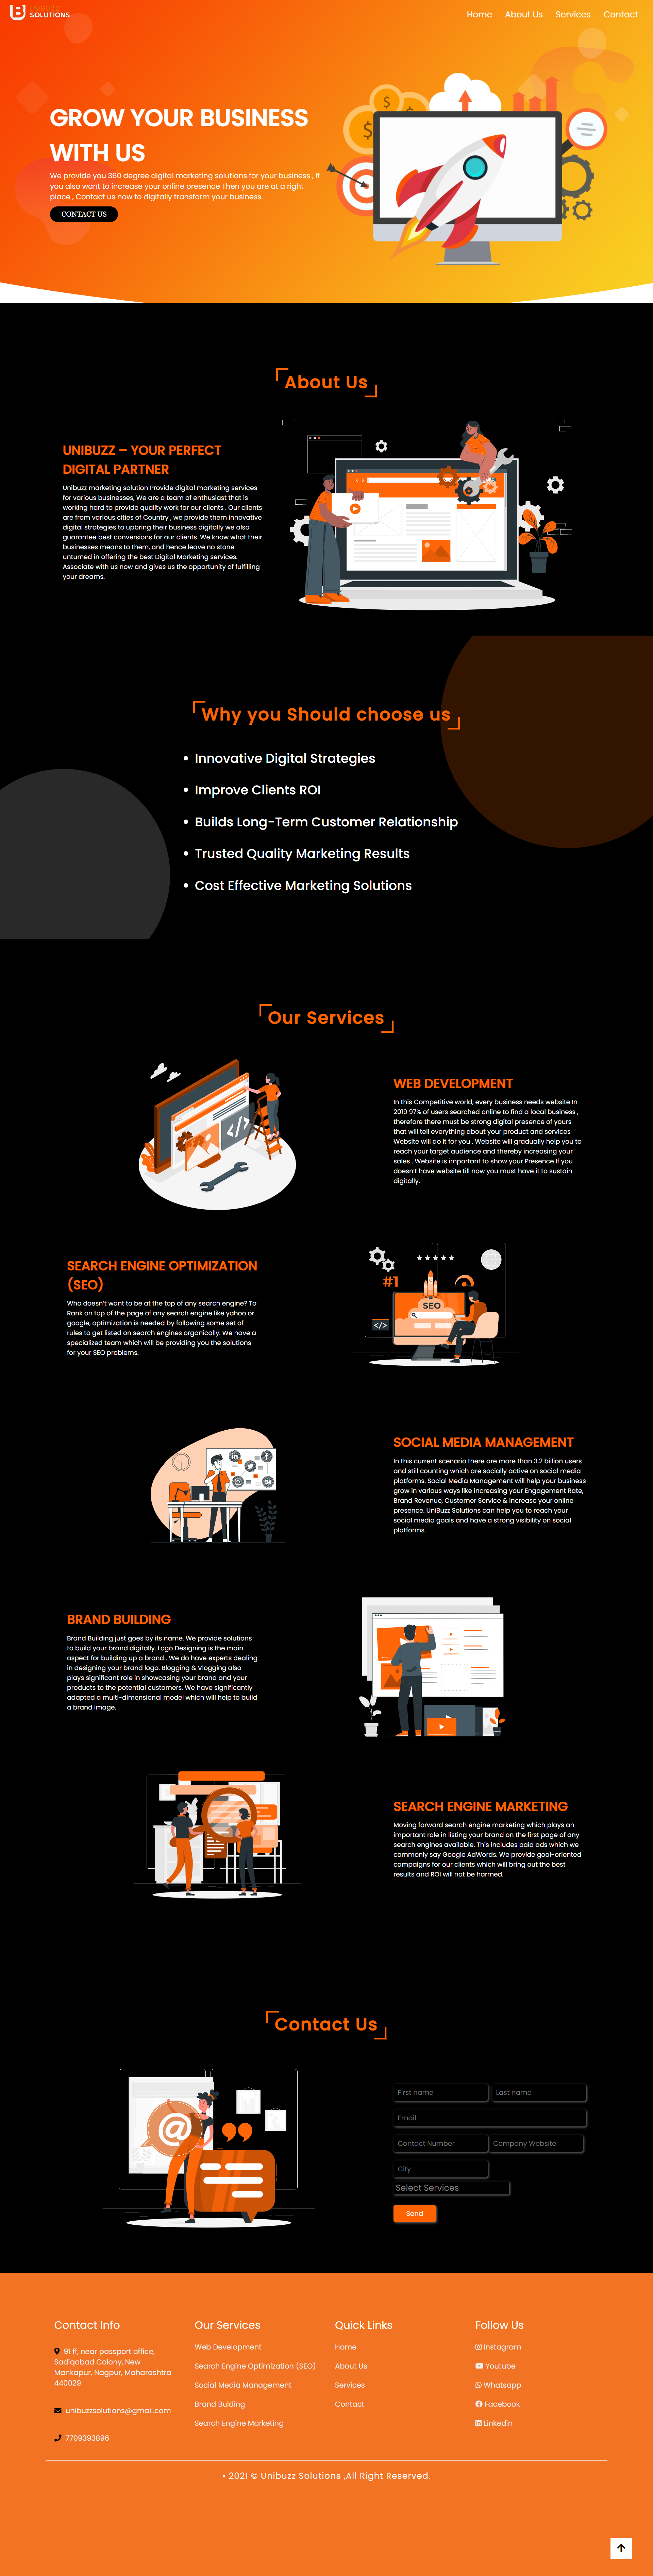 UNIBUZZ
SOLUTIONS
Home About Us Services Contact
GROW YOUR BUSINESS
WITH US
We provide you 360 degree digital marketing solutions for your business , If
you also want to increase your online presence Then you are at a right
place , Contact us now to digitally transform your business.
CONTACT US
About Us
UNIBUZZ – YOUR PERFECT
DIGITAL PARTNER
Unibuzz marketing solution Provide digital marketing services
for various businesses, We are a team of enthusiast that is
working hard to provide quality work for our clients . Our clients
are from various cities of Country , we provide them innovative
digital strategies to upbring their business digitally we also
guarantee best conversions for our clients. We know what their
businesses means to them, and hence leave no stone
unturned in offering the best Digital Marketing services.
Associate with us now and gives us the opportunity of fulfilling
your dreams.
Why you Should choose us
• Innovative Digital Strategies
• Improve Clients ROI
• Builds Long-Term Customer Relationship
• Trusted Quality Marketing Results
• Cost Effective Marketing Solutions
Our Services
</>
WEB DEVELOPMENT
In this Competitive world, every business needs website In
2019 97% of users searched online to find a local business ,
therefore there must be strong digital presence of yours
that will tell everything about your product and services
Website will do it for you . Website will gradually help you to
reach your target audience and thereby increasing your
sales . Website is important to show your Presence If you
doesn't have website till now you must have it to sustain
digitally.
SEARCH ENGINE OPTIMIZATION
(SEO)
Who doesn't want to be at the top of any search engine? To
Rank on top of the page of any search engine like yahoo or
google, optimization is needed by following some set of
rules to get listed on search engines organically. We have a
specialized team which will be providing you the solutions
for your SEO problems.
#1
SEO
</>
SOCIAL MEDIA MANAGEMENT
In this current scenario there are more than 3.2 billion users
and still counting which are socially active on social media
platforms. Social Media Management will help your business
grow in various ways like increasing your Engagement Rate,
Brand Revenue, Customer Service & Increase your online
presence. UniBuzz Solutions can help you to reach your
social media goals and have a strong visibility on social
platforms.
BRAND BUILDING
Brand Building just goes by its name. We provide solutions
to build your brand digitally. Logo Designing is the main
aspect for building up a brand . We do have experts dealing
in designing your brand logo. Blogging & Vlogging also
plays significant role in showcasing your brand and your
products to the potential customers. We have significantly
adapted a multi-dimensional model which will help to build
a brand image.
SEARCH ENGINE MARKETING
Moving forward search engine marketing which plays an
important role in listing your brand on the first page of any
search engines available. This includes paid ads which we
commonly say Google AdWords. We provide goal-oriented
campaigns for our clients which will bring out the best
results and ROI will not be harmed.
Contact Us
@
First name Last name
Email
Contact Number Company Website
City
Select Services
Send
Contact Info
91 ff, near passport office,
Sadiqabad Colony, New
Mankapur, Nagpur, Maharashtra
440029
unibuzzsolutions@gmail.com
7709393896
Our Services
Web Development
Search Engine Optimization (SEO)
Social Media Management
Brand Bulding
Search Engine Marketing
Quick Links
Home
About Us
Services
Contact
Follow Us
Instagram
Youtube
Whatsapp
Facebook
Linkedin
• 2021 © Unibuzz Solutions ,All Right Reserved.